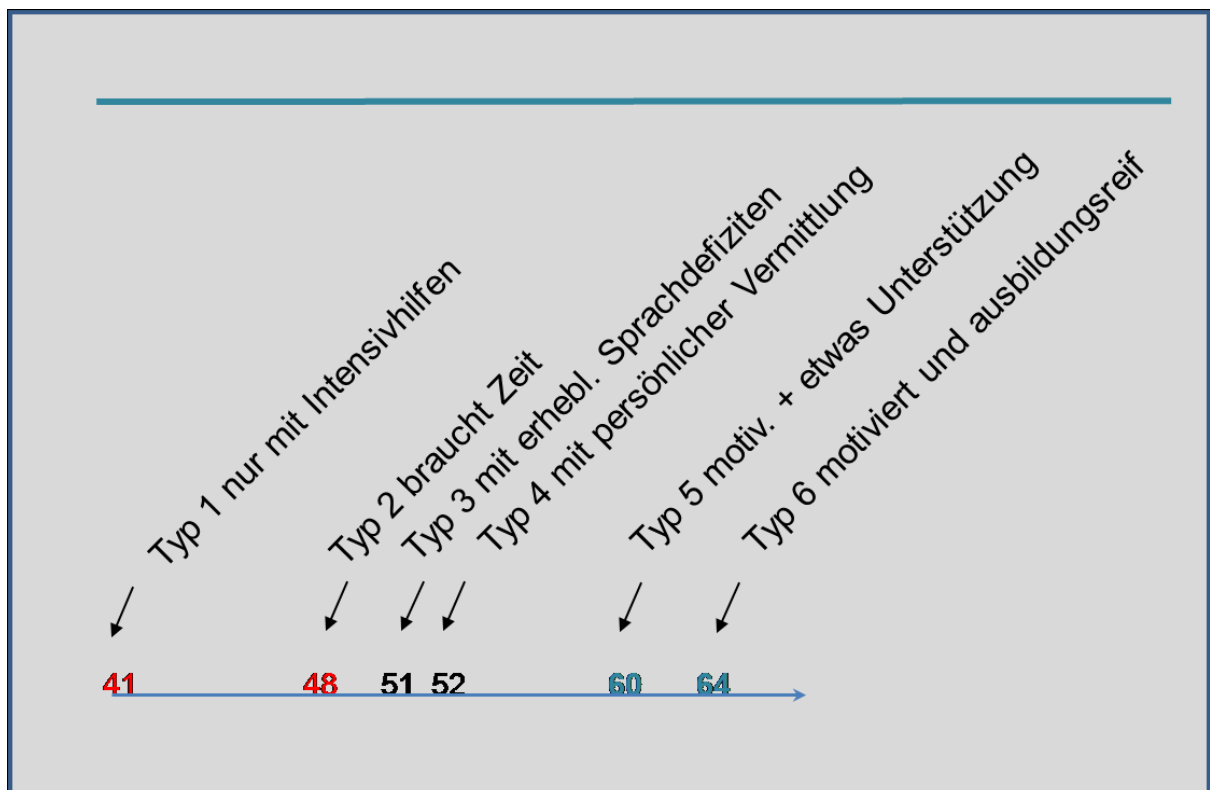 Typ 1 nur mit Intensivhilfen
Typ 2 braucht Zeit
Typ 3 mit erhebl. Sprachdefiziten
Typ 4 mit persönlicher Vermittlung
Typ 5 motiv. + etwas Unterstützung
Typ 6 motiviert und ausbildungsreif
41 48 51 52 60 64